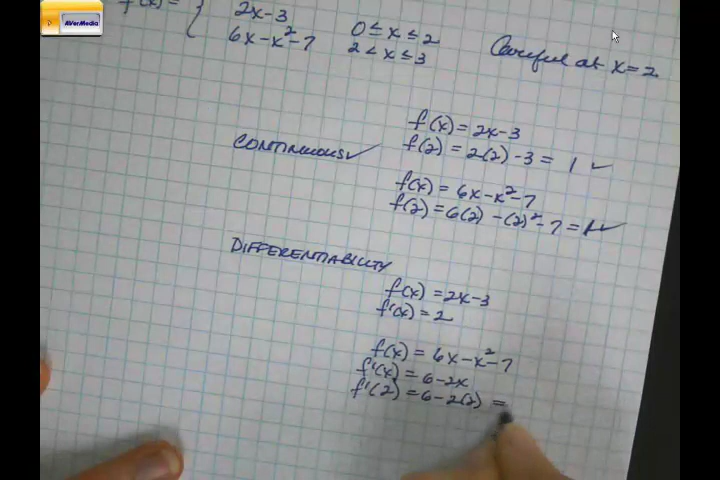 AVerMedia
f(x) = { 2x-3 0≤x≤2
6x-x²-7 2<x≤3
Careful at x=2
f(x) = 2x-3
CONTINUOUS✓ f(2) = 2(2)-3 = 1 ✓
f(x) = 6x-x²-7
f(2) = 6(2) -(2)²-7 = 1 ✓
DIFFERENTIABILITY
f(x) = 2x-3
f'(x) = 2
f(x) = 6x-x²-7
f'(x) = 6-2x
f'(2) = 6-2(2) =